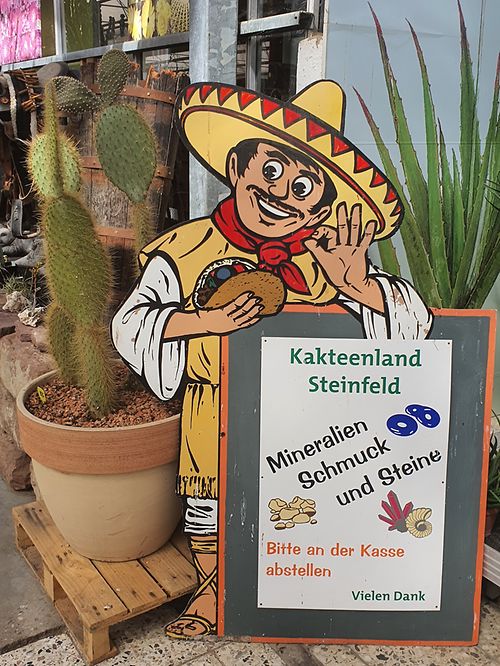 Kakteenland
Steinfeld
Mineralien
Schmuck
und Steine
Bitte an der Kasse
abstellen
Vielen Dank